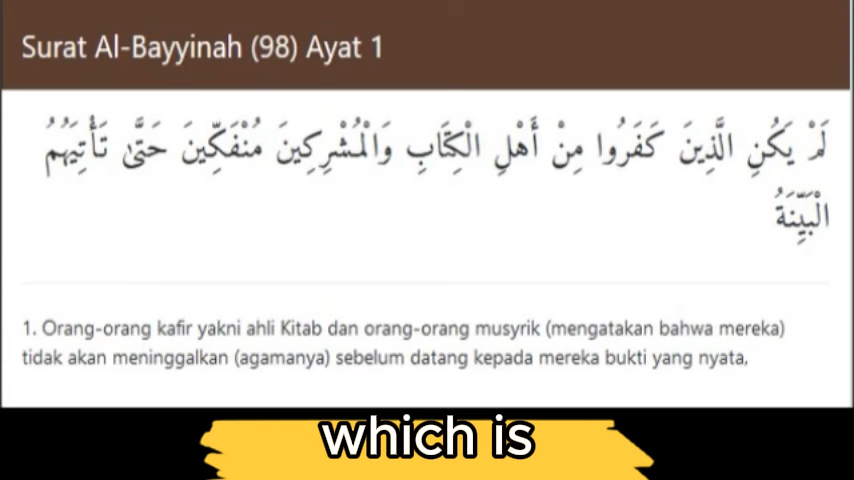 Surat Al-Bayyinah (98) Ayat 1
لَمْ يَكُنِ الَّذِينَ كَفَرُوا مِنْ أَهْلِ الْكِتَابِ وَالْمُشْرِكِينَ مُنْفَكِّينَ حَتَّىٰ تَأْتِيَهُمُ
الْبَيِّنَةُ
1. Orang-orang kafir yakni ahli Kitab dan orang-orang musyrik (mengatakan bahwa mereka)
tidak akan meninggalkan (agamanya) sebelum datang kepada mereka bukti yang nyata,
which is